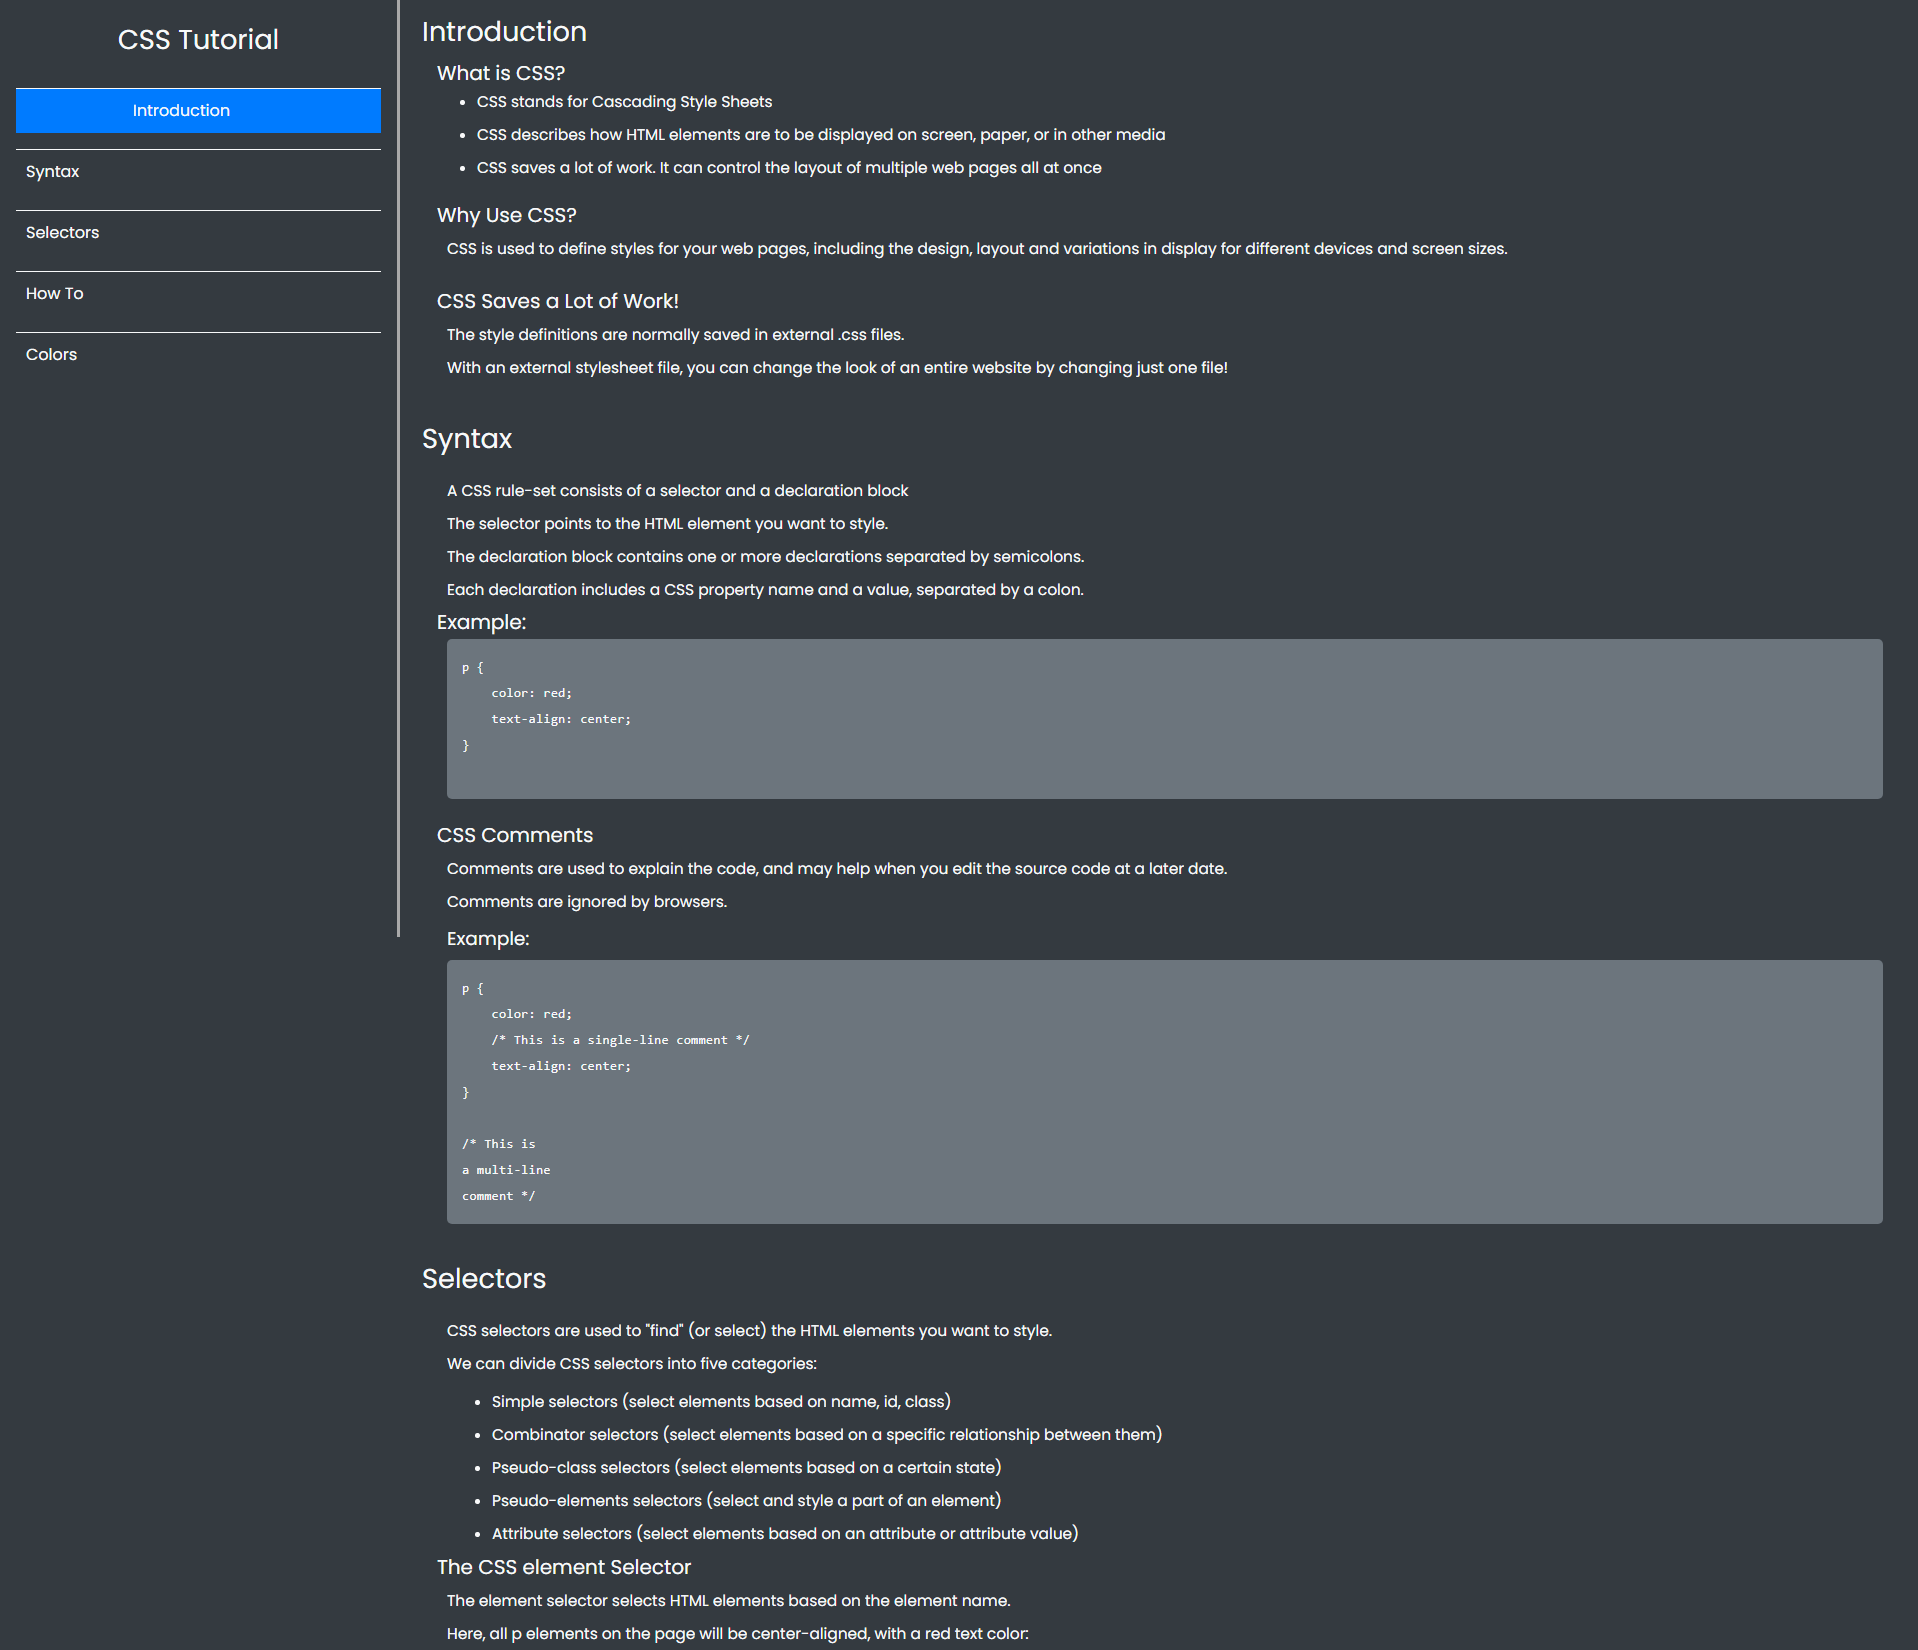 CSS Tutorial
Introduction
Syntax
Selectors
How To
Colors
Introduction
What is CSS?
• CSS stands for Cascading Style Sheets
• CSS describes how HTML elements are to be displayed on screen, paper, or in other media
• CSS saves a lot of work. It can control the layout of multiple web pages all at once
Why Use CSS?
CSS is used to define styles for your web pages, including the design, layout and variations in display for different devices and screen sizes.
CSS Saves a Lot of Work!
The style definitions are normally saved in external .css files.
With an external stylesheet file, you can change the look of an entire website by changing just one file!
Syntax
A CSS rule-set consists of a selector and a declaration block
The selector points to the HTML element you want to style.
The declaration block contains one or more declarations separated by semicolons.
Each declaration includes a CSS property name and a value, separated by a colon.
Example:
p {
    color: red;
    text-align: center;
}
CSS Comments
Comments are used to explain the code, and may help when you edit the source code at a later date.
Comments are ignored by browsers.
Example:
p {
    color: red;
    /* This is a single-line comment */
    text-align: center;
}
/* This is
a multi-line
comment */
Selectors
CSS selectors are used to "find" (or select) the HTML elements you want to style.
We can divide CSS selectors into five categories:
• Simple selectors (select elements based on name, id, class)
• Combinator selectors (select elements based on a specific relationship between them)
• Pseudo-class selectors (select elements based on a certain state)
• Pseudo-elements selectors (select and style a part of an element)
• Attribute selectors (select elements based on an attribute or attribute value)
The CSS element Selector
The element selector selects HTML elements based on the element name.
Here, all p elements on the page will be center-aligned, with a red text color: